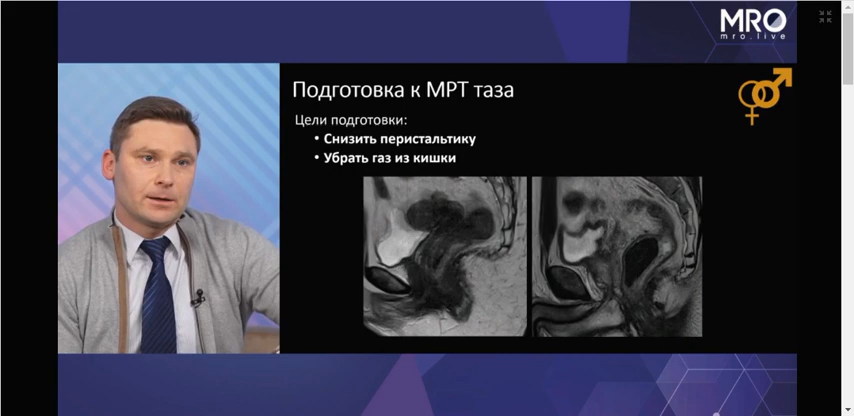 MRO
mro.live
Подготовка к МРТ таза
Цели подготовки:
• Снизить перистальтику
• Убрать газ из кишки